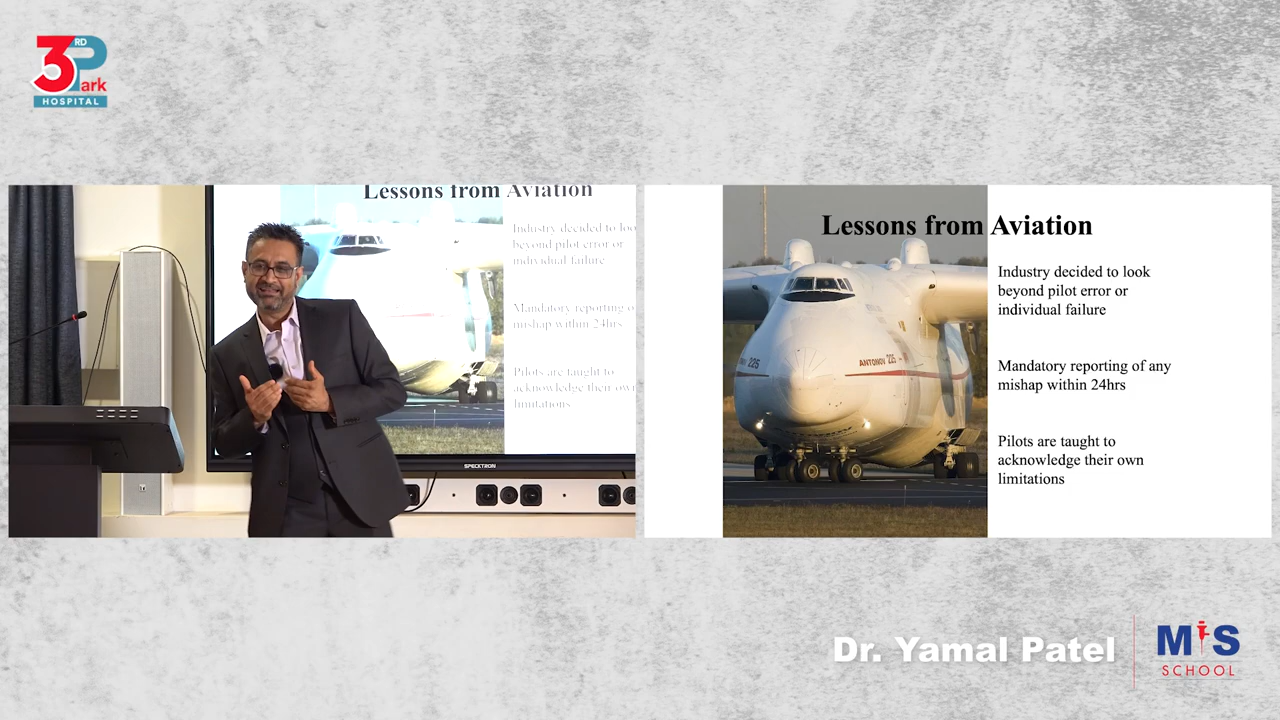 3RD Park
HOSPITAL
Lessons from Aviation
Industry decided to loo
beyond pilot error or
individual failure
Mandatory reporting o
mishap within 24hrs
Pilots are taught to
acknowledge their own
limitations
SPECKTRON
Lessons from Aviation
Industry decided to look
beyond pilot error or
individual failure
Mandatory reporting of any
mishap within 24hrs
Pilots are taught to
acknowledge their own
limitations
225
ANTONOV 225
Dr. Yamal Patel
MIS
SCHOOL